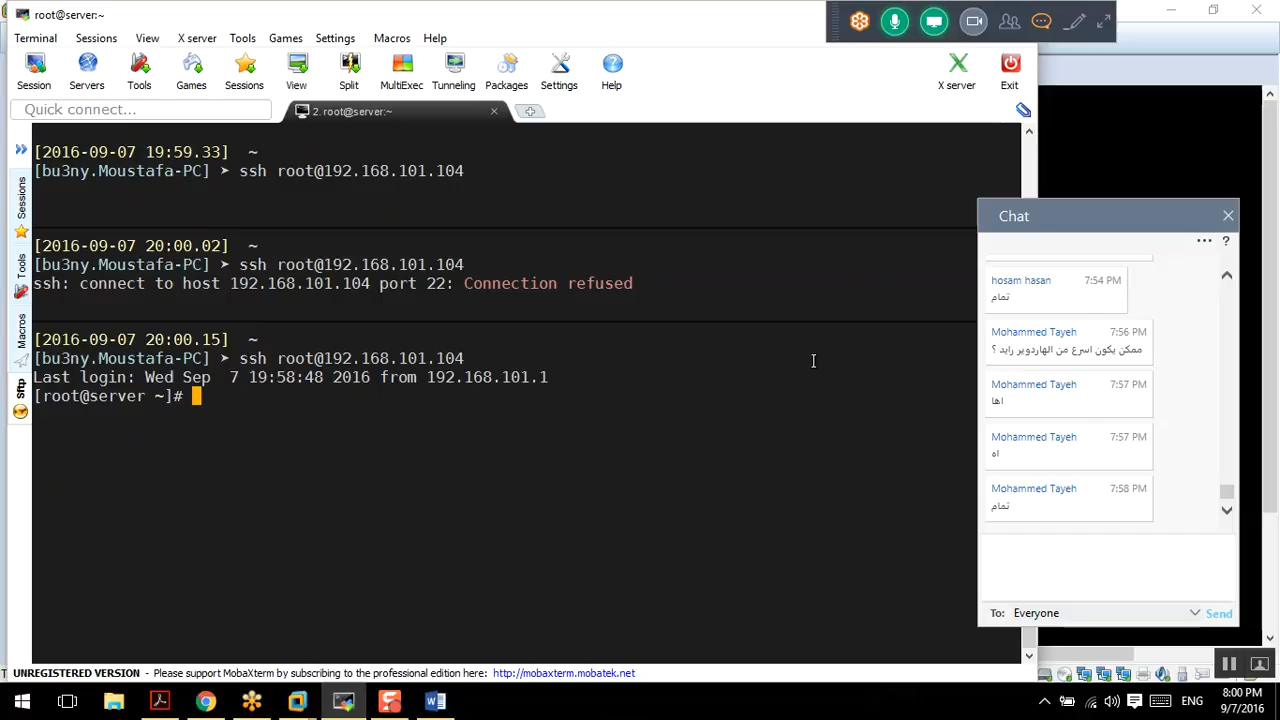 root@server:~
Terminal Sessions View X server Tools Games Settings Macros Help
Session Servers Tools Games Sessions View Split MultiExec Tunneling Packages Settings Help X server Exit
Quick connect...
2. root@server:~
Sessions
Tools
Macros
Sftp
[2016-09-07 19:59.33] ~
[bu3ny.Moustafa-PC] ➤ ssh root@192.168.101.104
[2016-09-07 20:00.02] ~
[bu3ny.Moustafa-PC] ➤ ssh root@192.168.101.104
ssh: connect to host 192.168.101.104 port 22: Connection refused
[2016-09-07 20:00.15] ~
[bu3ny.Moustafa-PC] ➤ ssh root@192.168.101.104
Last login: Wed Sep  7 19:58:48 2016 from 192.168.101.1
[root@server ~]#
Chat
hosam hasan 7:54 PM
تمام
Mohammed Tayeh 7:56 PM
ممكن يكون اسرع من الهاردوير رايد ؟
Mohammed Tayeh 7:57 PM
اها
Mohammed Tayeh 7:57 PM
اه
Mohammed Tayeh 7:58 PM
تمام
To: Everyone Send
UNREGISTERED VERSION - Please support MobaXterm by subscribing to the professional edition here: http://mobaxterm.mobatek.net
ENG
8:00 PM
9/7/2016